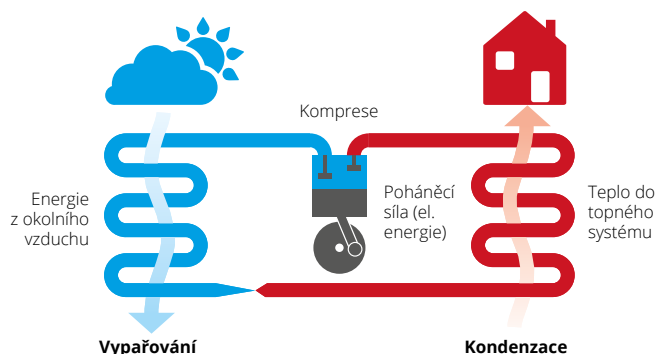 Komprese
Energie
z okolního
vzduchu
Poháněcí
síla (el.
energie)
Teplo do
topného
systému
Vypařování
Kondenzace